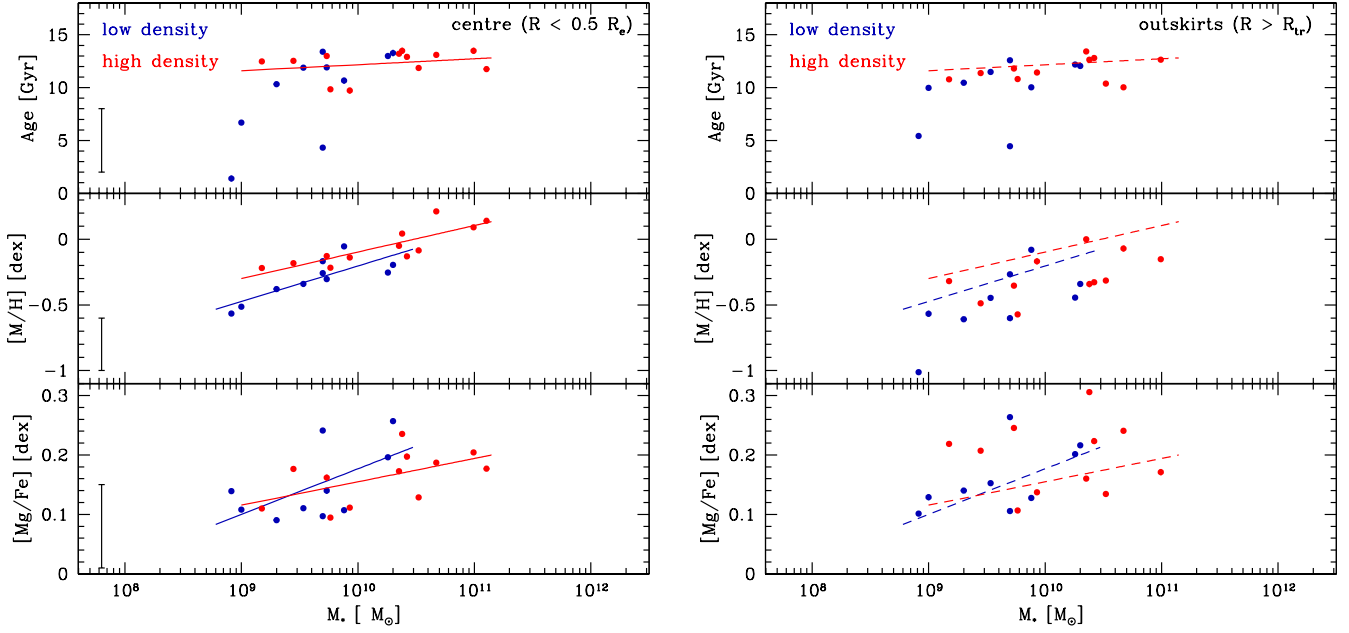 low density
high density
centre (R < 0.5 Rₑ)
Age [Gyr]
15
10
5
0
[M/H] [dex]
0
−0.5
−1
[Mg/Fe] [dex]
0.3
0.2
0.1
0
10⁸
10⁹
10¹⁰
10¹¹
10¹²
M* [ M⊙]
low density
high density
outskirts (R > Rtr)
Age [Gyr]
15
10
5
0
[M/H] [dex]
0
−0.5
−1
[Mg/Fe] [dex]
0.3
0.2
0.1
0
10⁸
10⁹
10¹⁰
10¹¹
10¹²
M* [M⊙]